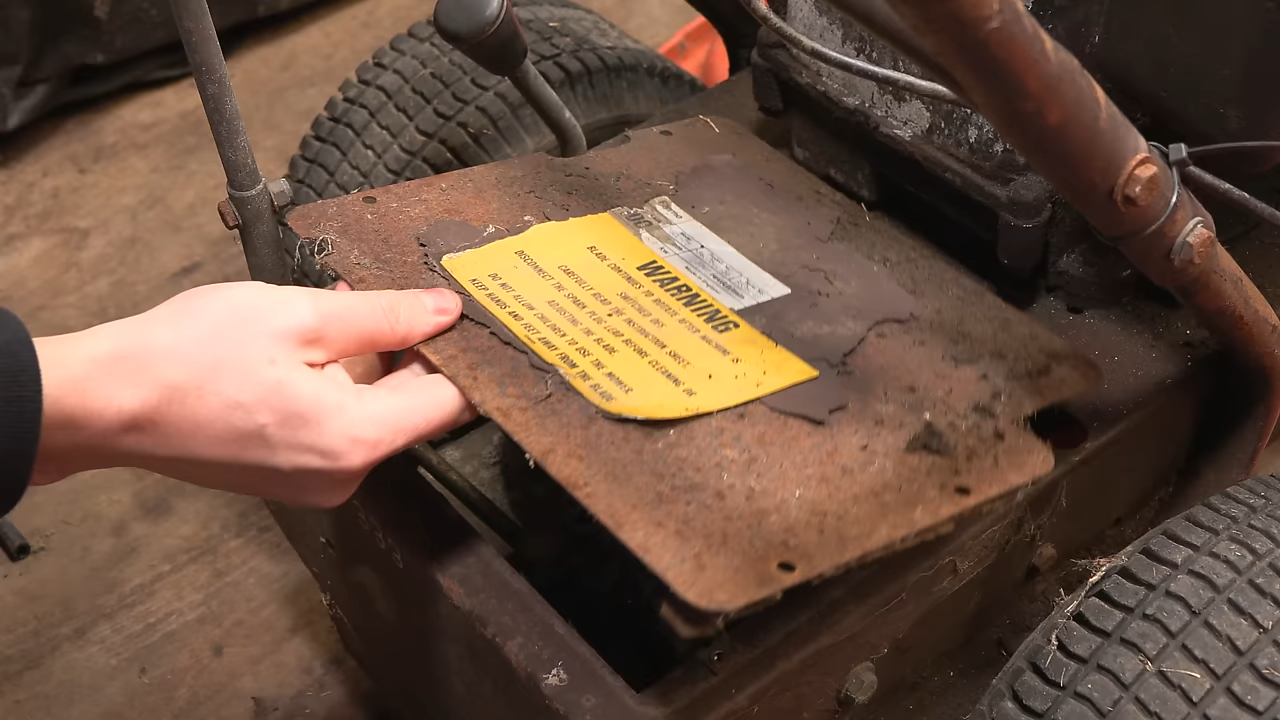 WARNING
BLADE CONTINUES TO ROTATE AFTER MACHINE IS
SWITCHED OFF.
CAREFULLY READ THE INSTRUCTION SHEET.
DISCONNECT THE SPARK PLUG LEAD BEFORE CLEANING OR
ADJUSTING THE BLADE.
DO NOT ALLOW CHILDREN TO USE THE MOWER.
KEEP HANDS AND FEET AWAY FROM THE BLADE